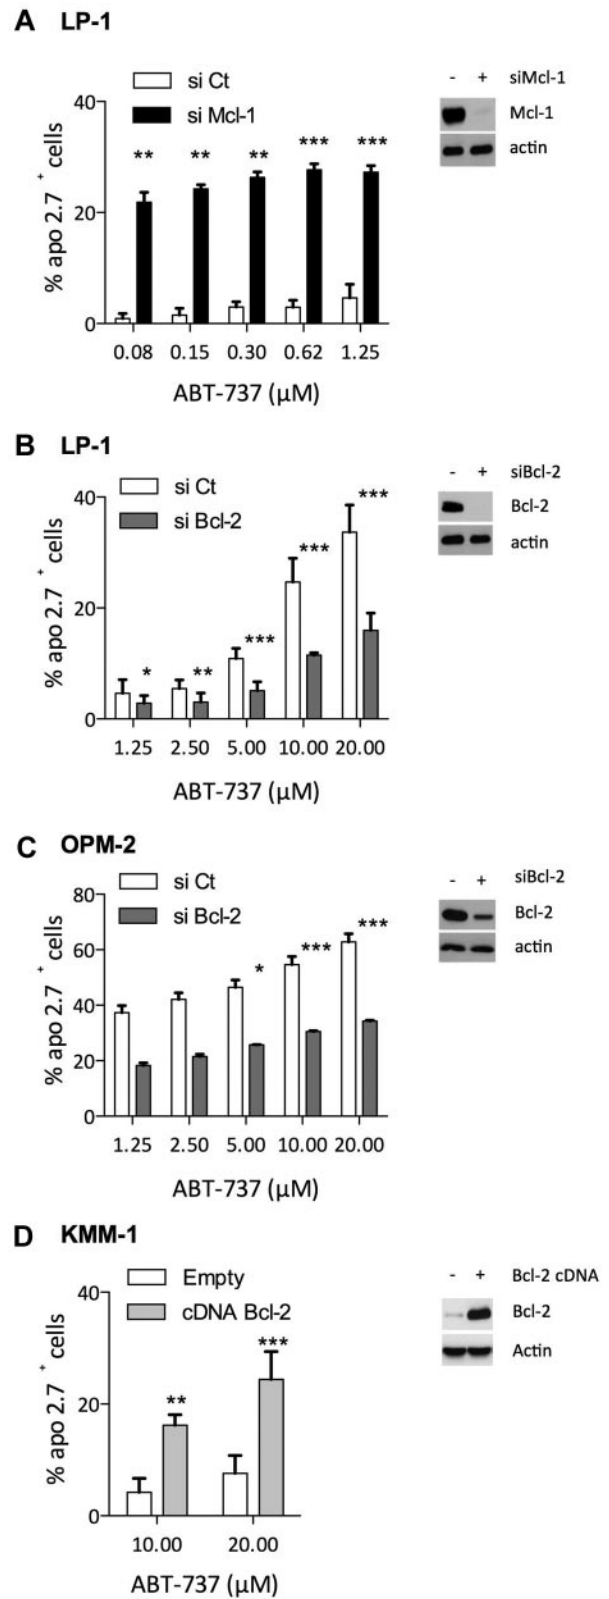 A LP-1
si Ct
si Mcl-1
- + siMcl-1
Mcl-1
actin
40
20
0
% apo 2.7 + cells
** ** ** *** ***
0.08 0.15 0.30 0.62 1.25
ABT-737 (µM)
B LP-1
si Ct
si Bcl-2
- + siBcl-2
Bcl-2
actin
40
20
0
% apo 2.7 + cells
* ** *** *** ***
1.25 2.50 5.00 10.00 20.00
ABT-737 (µM)
C OPM-2
si Ct
si Bcl-2
- + siBcl-2
Bcl-2
actin
80
60
40
20
0
% apo 2.7 + cells
* *** ***
1.25 2.50 5.00 10.00 20.00
ABT-737 (µM)
D KMM-1
Empty
cDNA Bcl-2
- + Bcl-2 cDNA
Bcl-2
Actin
40
20
0
% apo 2.7 + cells
** ***
10.00 20.00
ABT-737 (µM)